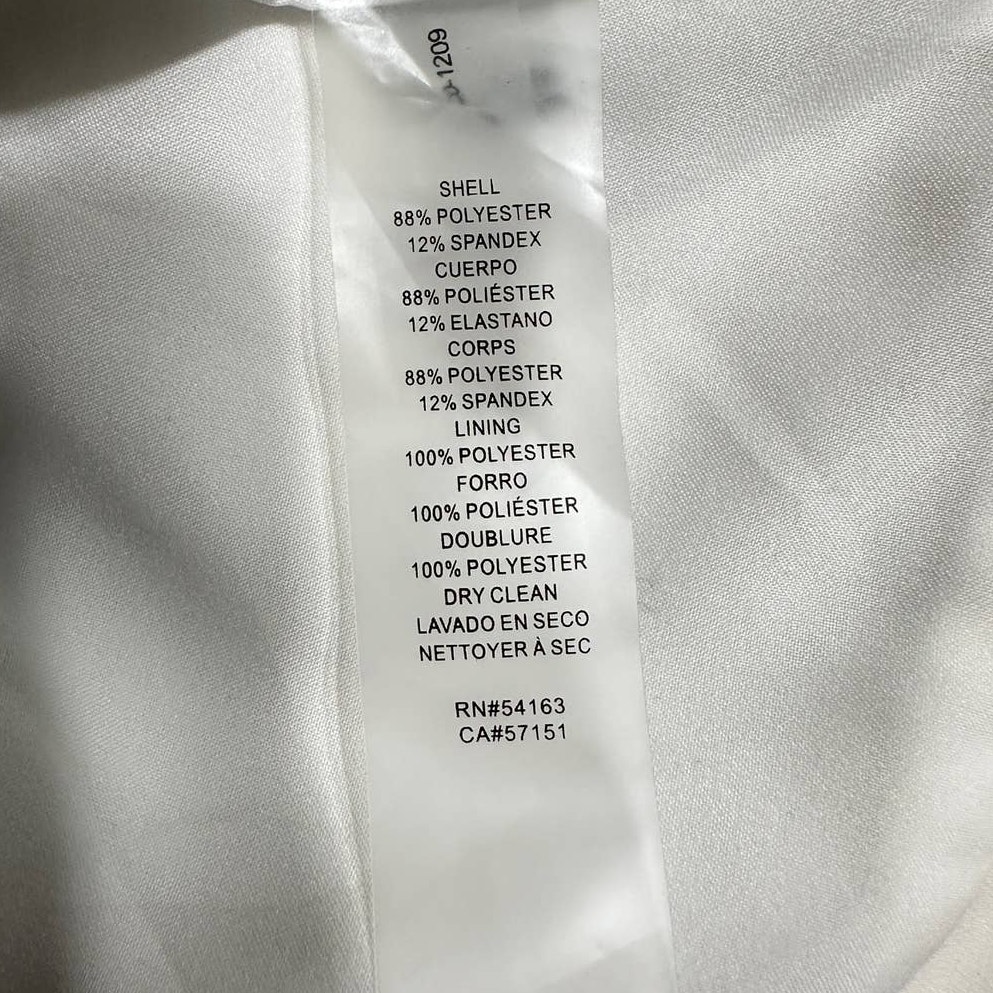 1209
SHELL
88% POLYESTER
12% SPANDEX
CUERPO
88% POLIÉSTER
12% ELASTANO
CORPS
88% POLYESTER
12% SPANDEX
LINING
100% POLYESTER
FORRO
100% POLIÉSTER
DOUBLURE
100% POLYESTER
DRY CLEAN
LAVADO EN SECO
NETTOYER À SEC
RN#54163
CA#57151